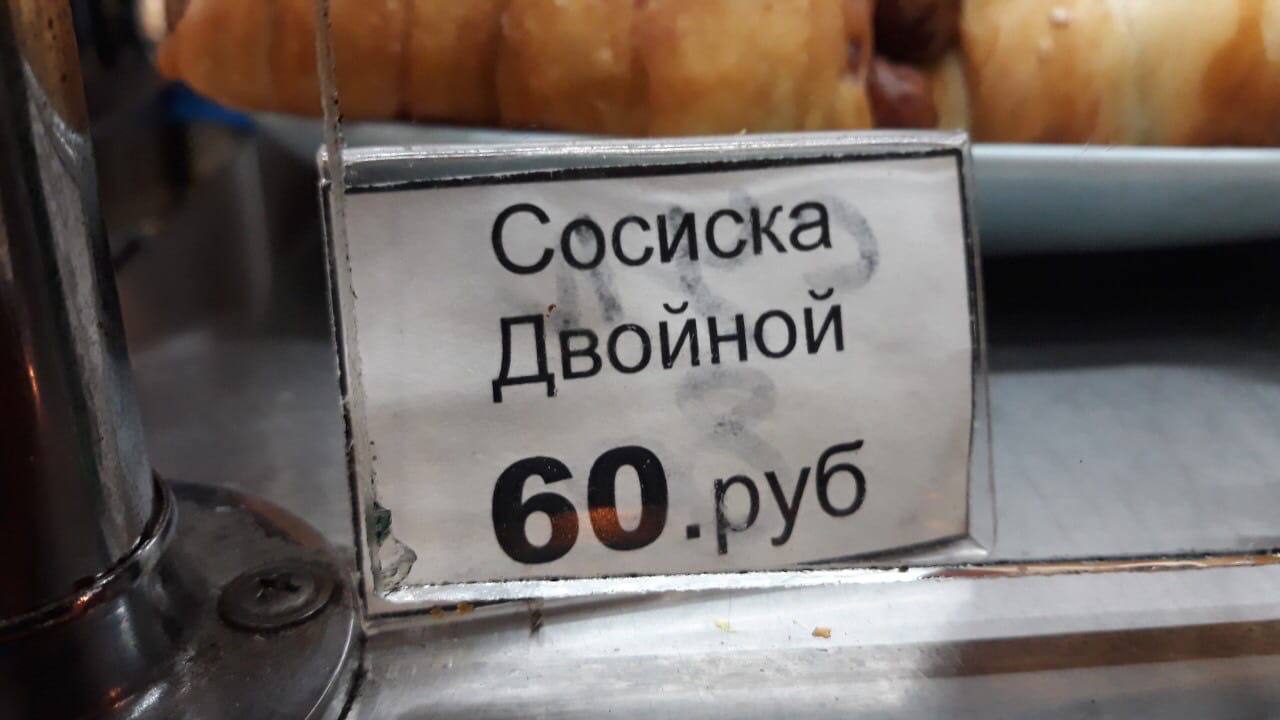 Сосиска
Двойной
60.руб